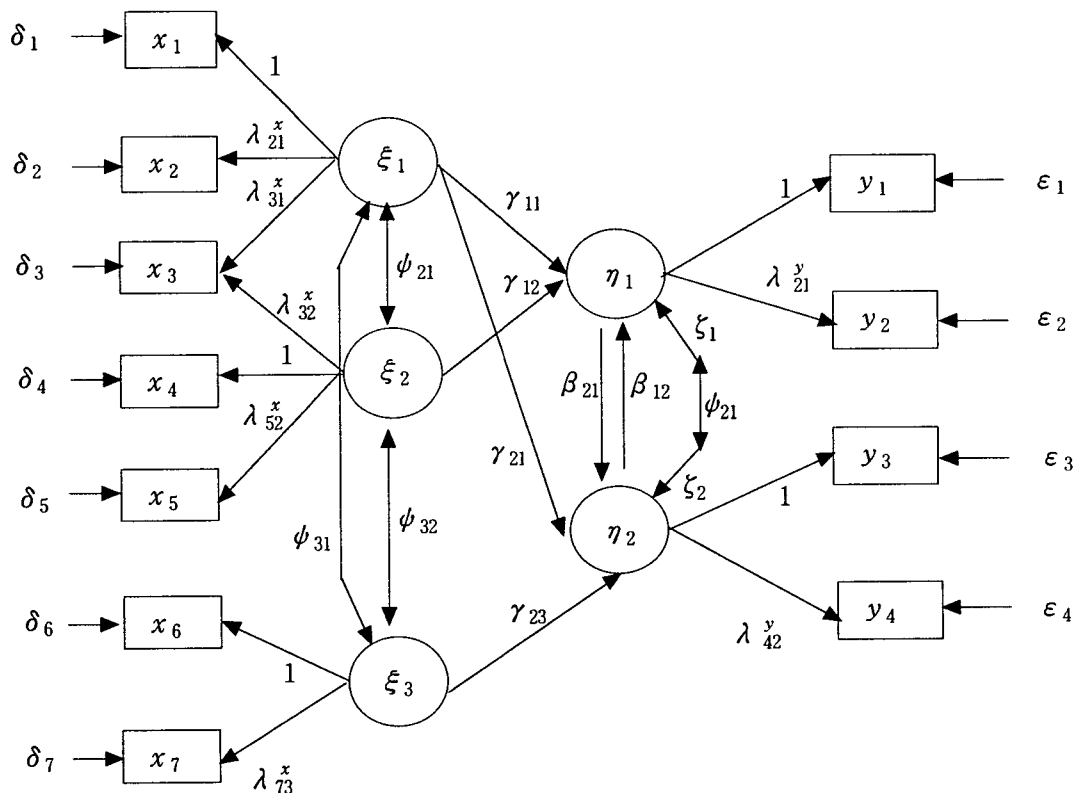 δ₁ x₁
1
δ₂ x₂ λ₂₁ˣ ξ₁
λ₃₁ˣ
γ₁₁
1 y₁ ε₁
δ₃ x₃
ψ₂₁
γ₁₂
η₁
λ₂₁ʸ
λ₃₂ˣ
ζ₁
y₂ ε₂
δ₄ x₄ 1 ξ₂
β₂₁ β₁₂ ψ₂₁
λ₅₂ˣ
γ₂₁
y₃ ε₃
δ₅ x₅
ζ₂
1
ψ₃₁ ψ₃₂
η₂
δ₆ x₆
γ₂₃
λ₄₂ʸ
y₄ ε₄
1
ξ₃
δ₇ x₇
λ₇₃ˣ